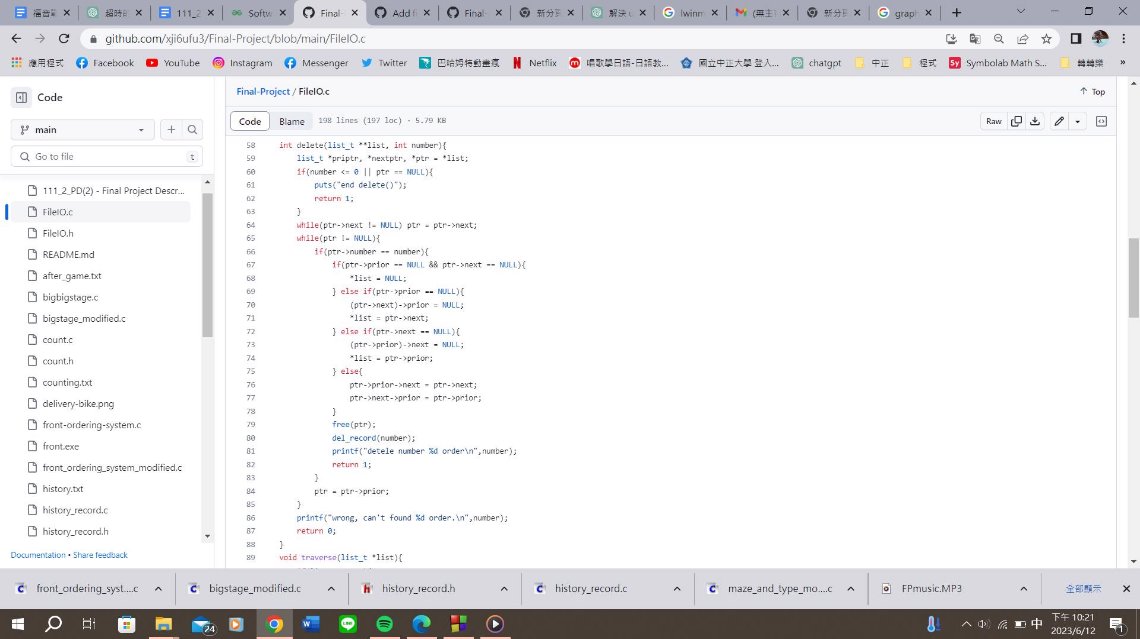 福音刷
超時的
111_2
Softw
Final-
Add fi
Final-
新分頁
解決 u
lwinm
(無主
新分頁
graph
github.com/xji6ufu3/Final-Project/blob/main/FileIO.c
應用程式 Facebook YouTube Instagram Messenger Twitter 巴哈姆特動畫瘋 Netflix 唱歌學日語-日語教... 國立中正大學 登入... chatgpt 中正 程式 Symbolab Math S... 轉轉樂 »
Code
main
Go to file t
111_2_PD(2) - Final Project Descr...
FileIO.c
FileIO.h
README.md
after_game.txt
bigbigstage.c
bigstage_modified.c
count.c
count.h
counting.txt
delivery-bike.png
front-ordering-system.c
front.exe
front_ordering_system_modified.c
history.txt
history_record.c
history_record.h
Documentation • Share feedback
Final-Project / FileIO.c
Top
Code Blame 198 lines (197 loc) · 5.79 KB
Raw
58 int delete(list_t **list, int number){
59 list_t *priptr, *nextptr, *ptr = *list;
60 if(number <= 0 || ptr == NULL){
61 puts("end delete()");
62 return 1;
63 }
64 while(ptr->next != NULL) ptr = ptr->next;
65 while(ptr != NULL){
66 if(ptr->number == number){
67 if(ptr->prior == NULL && ptr->next == NULL){
68 *list = NULL;
69 } else if(ptr->prior == NULL){
70 (ptr->next)->prior = NULL;
71 *list = ptr->next;
72 } else if(ptr->next == NULL){
73 (ptr->prior)->next = NULL;
74 *list = ptr->prior;
75 } else{
76 ptr->prior->next = ptr->next;
77 ptr->next->prior = ptr->prior;
78 }
79 free(ptr);
80 del_record(number);
81 printf("detele number %d order\n",number);
82 return 1;
83 }
84 ptr = ptr->prior;
85 }
86 printf("wrong, can't found %d order.\n",number);
87 return 0;
88 }
89 void traverse(list_t *list){
front_ordering_syst....c
bigstage_modified.c
history_record.h
history_record.c
maze_and_type_mo....c
FPmusic.MP3
全部顯示
24
中
下午 10:21
2023/6/12
1